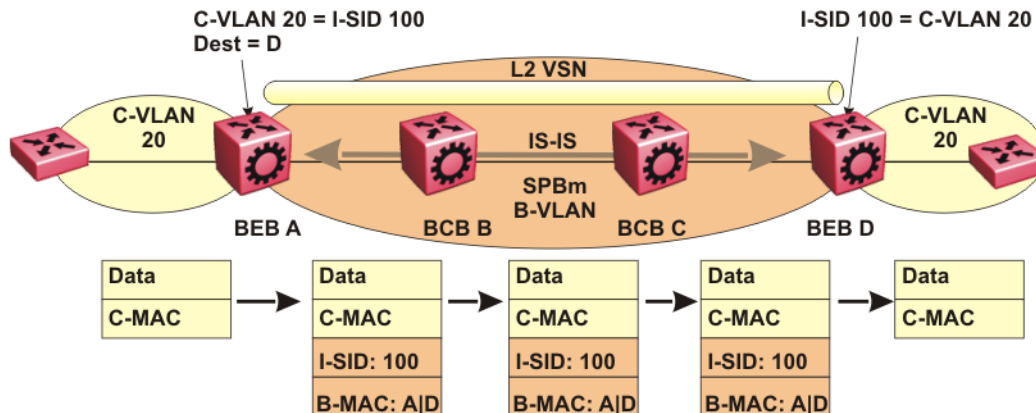 C-VLAN 20 = I-SID 100
Dest = D
I-SID 100 = C-VLAN 20
L2 VSN
C-VLAN
20
IS-IS
C-VLAN
20
SPBm
B-VLAN
BEB A
BCB B
BCB C
BEB D
Data
C-MAC
Data
C-MAC
I-SID: 100
B-MAC: A|D
Data
C-MAC
I-SID: 100
B-MAC: A|D
Data
C-MAC
I-SID: 100
B-MAC: A|D
Data
C-MAC